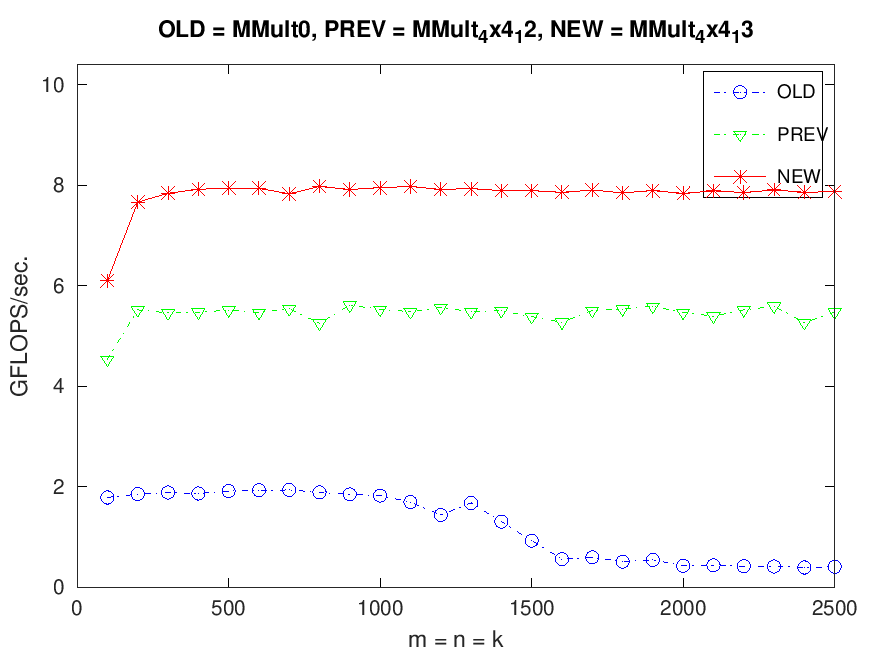 OLD = MMult0, PREV = MMult₄x4₁2, NEW = MMult₄x4₁3
10
8
6
4
2
0
GFLOPS/sec.
OLD
PREV
NEW
0 500 1000 1500 2000 2500
m = n = k